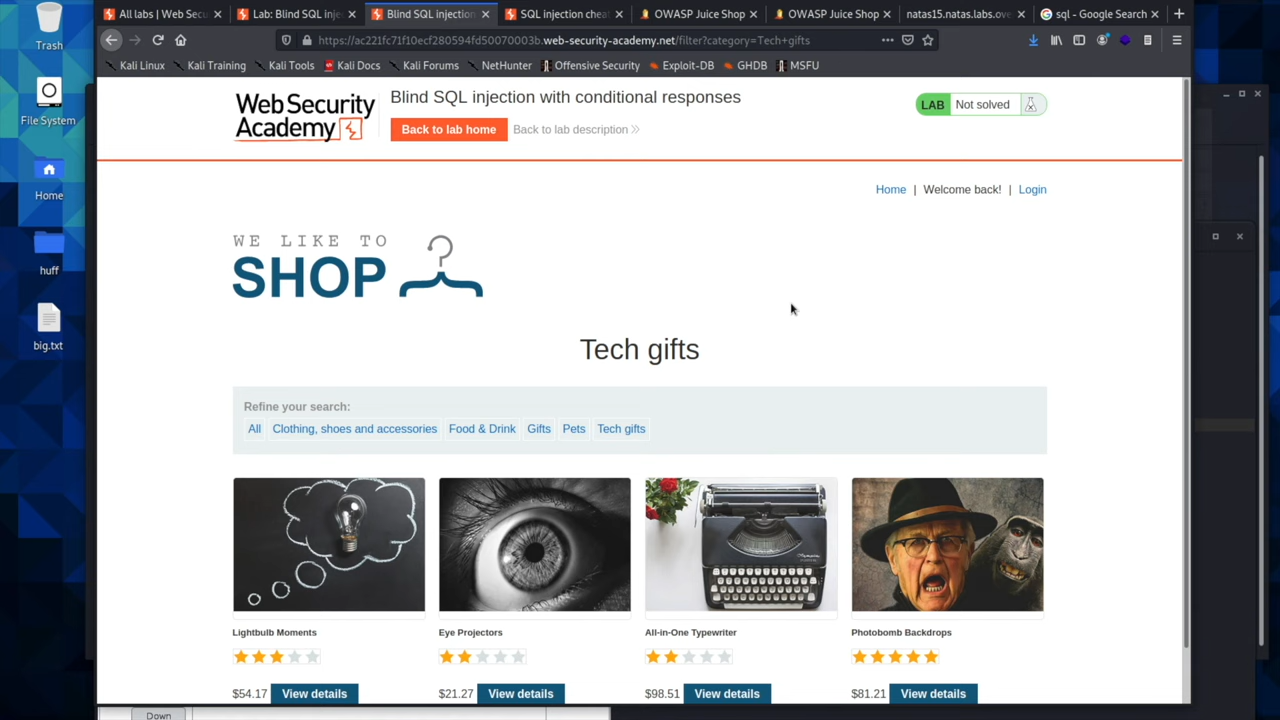 Trash
File System
Home
huff
big.txt
All labs | Web Sec
Lab: Blind SQL inje
Blind SQL injection
SQL injection chea
OWASP Juice Shop
OWASP Juice Shop
natas15.natas.labs.ov
sql - Google Search
https://ac221fc71f10ecf280594fd50070003b.web-security-academy.net/filter?category=Tech+gifts
Kali Linux
Kali Training
Kali Tools
Kali Docs
Kali Forums
NetHunter
Offensive Security
Exploit-DB
GHDB
MSFU
WebSecurity
Academy
Blind SQL injection with conditional responses
Back to lab home
Back to lab description
LAB Not solved
Home | Welcome back! | Login
WE LIKE TO
SHOP
Tech gifts
Refine your search:
All
Clothing, shoes and accessories
Food & Drink
Gifts
Pets
Tech gifts
Lightbulb Moments
Eye Projectors
All-in-One Typewriter
Photobomb Backdrops
$54.17 View details
$21.27 View details
$98.51 View details
$81.21 View details
Down